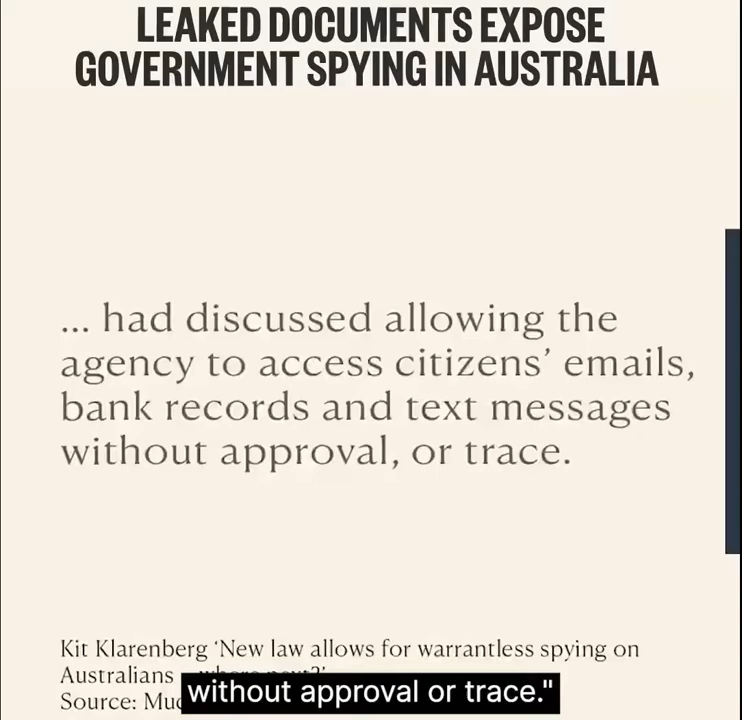 LEAKED DOCUMENTS EXPOSE
GOVERNMENT SPYING IN AUSTRALIA
... had discussed allowing the
agency to access citizens’ emails,
bank records and text messages
without approval, or trace.
Kit Klarenberg ‘New law allows for warrantless spying on
Australians
Source:
without approval or trace."